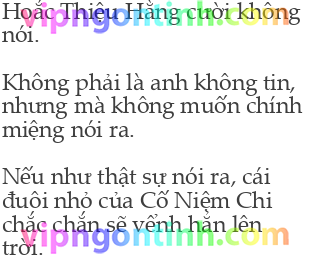 Hoắc Thiệu Hằng cười không
nói.
Không phải là anh không tin,
nhưng mà không muốn chính
miệng nói ra.
Nếu như thật sự nói ra, cái
đuôi nhỏ của Cố Niệm Chi
chắc chắn sẽ vểnh hẳn lên
trời.
vipngontinh.com
vipngontinh.com